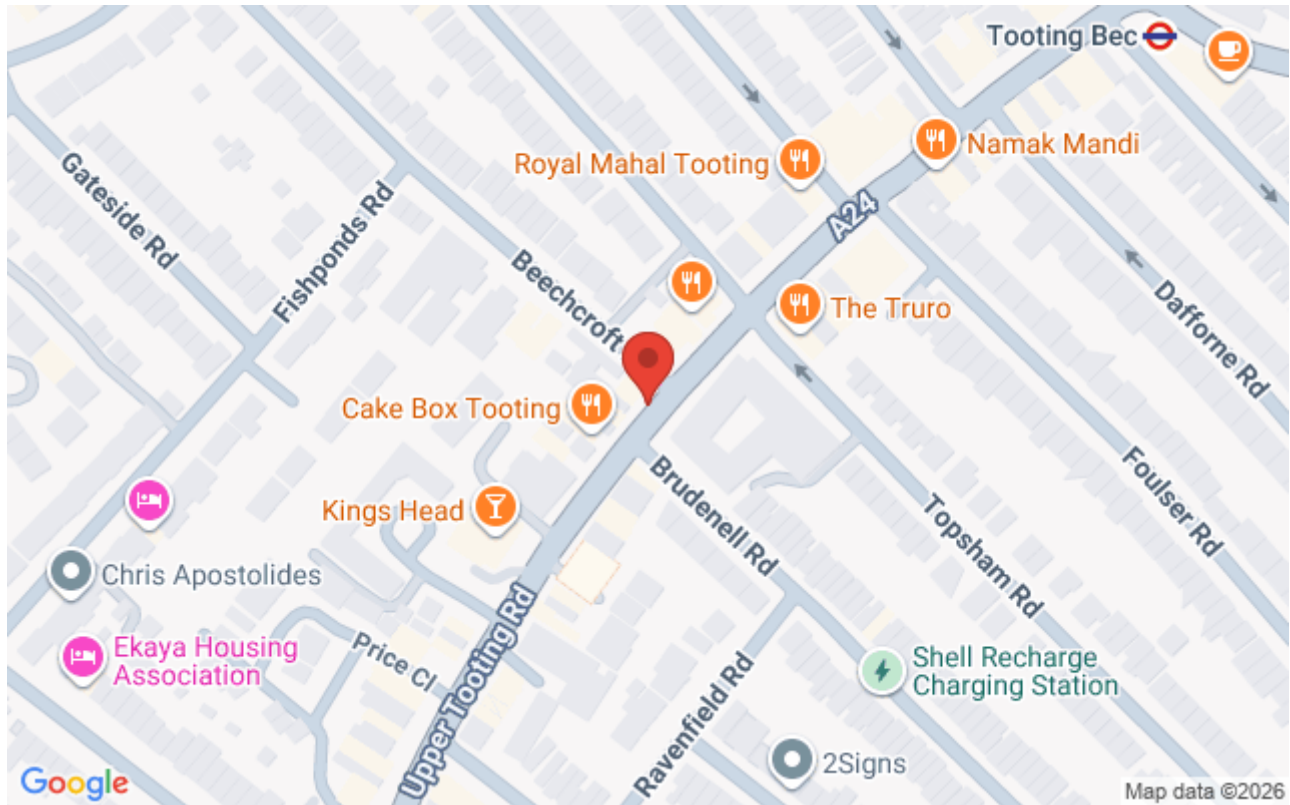 Tooting Bec
Namak Mandi
Royal Mahal Tooting
Gateside Rd
Fishponds Rd
A24
Beechcroft
Dafforne Rd
The Truro
Cake Box Tooting
Foulser Rd
Brudenell Rd
Topsham Rd
Kings Head
Chris Apostolides
Upper Tooting Rd
Price Cl
Ekaya Housing
Association
Shell Recharge
Charging Station
Ravenfield Rd
2Signs
Google
Map data ©2026